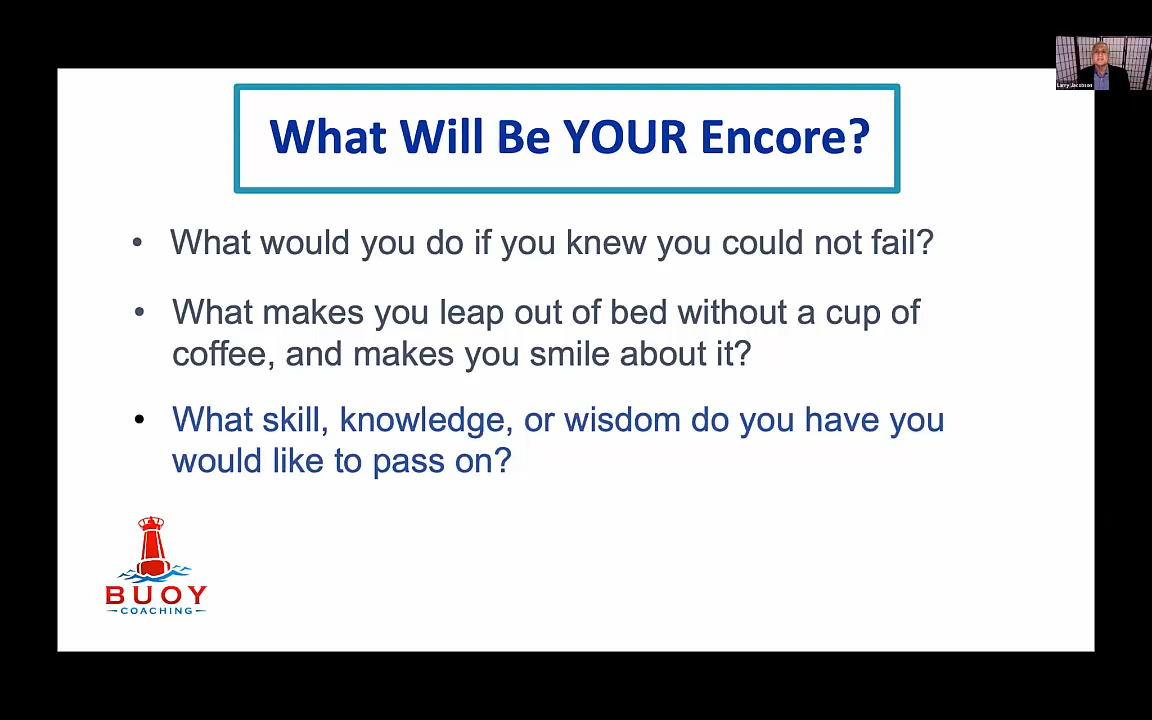 Larry Jacobson
What Will Be YOUR Encore?
• What would you do if you knew you could not fail?
• What makes you leap out of bed without a cup of
coffee, and makes you smile about it?
• What skill, knowledge, or wisdom do you have you
would like to pass on?
BUOY
COACHING